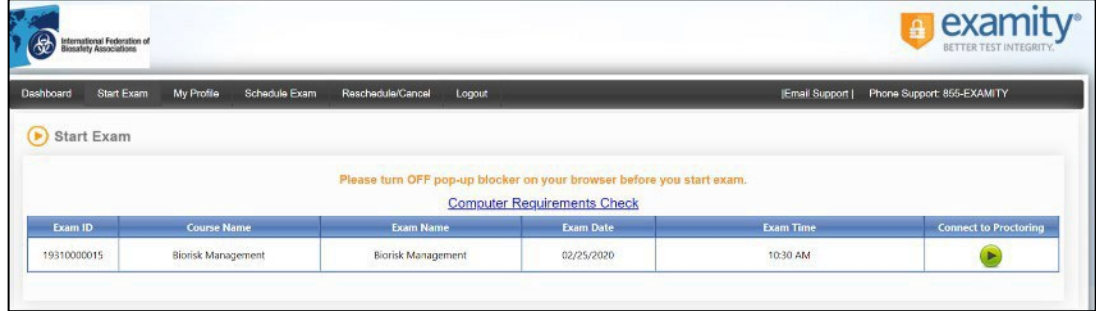 International Federation of
Biosafety Associations
examity®
BETTER TEST INTEGRITY.
Dashboard Start Exam My Profile Schedule Exam Reschedule/Cancel Logout |Email Support| Phone Support: 855-EXAMITY
Start Exam
Please turn OFF pop-up blocker on your browser before you start exam.
Computer Requirements Check
Exam ID Course Name Exam Name Exam Date Exam Time Connect to Proctoring
19310000015 Biorisk Management Biorisk Management 02/25/2020 10:30 AM